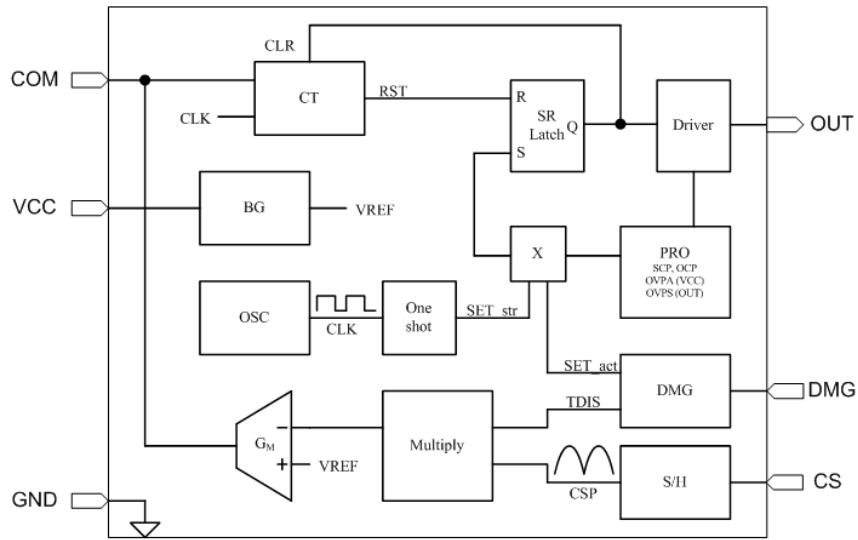 CLR
COM
CT
RST
CLK
R
SR
Latch
Q
S
Driver
OUT
VCC
BG
VREF
X
PRO
SCP, OCP
OVPA (VCC)
OVPS (OUT)
OSC
CLK
One
shot
SET_str
SET_act
DMG
DMG
TDIS
GM
VREF
Multiply
CSP
S/H
CS
GND